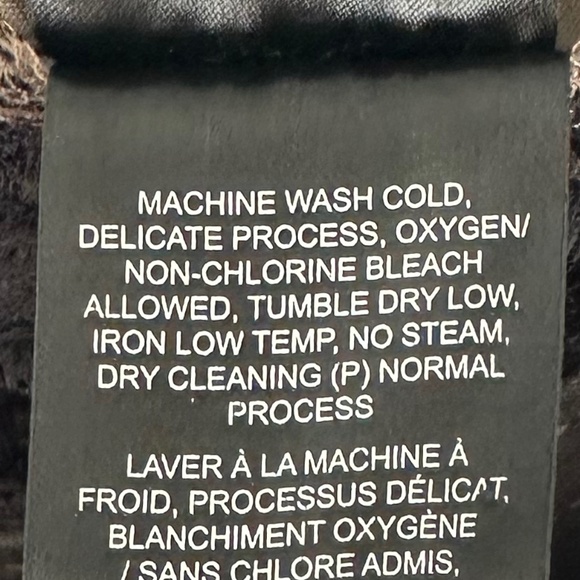 MACHINE WASH COLD,
DELICATE PROCESS, OXYGEN/
NON-CHLORINE BLEACH
ALLOWED, TUMBLE DRY LOW,
IRON LOW TEMP, NO STEAM,
DRY CLEANING (P) NORMAL
PROCESS
LAVER À LA MACHINE À
FROID, PROCESSUS DÉLICAT,
BLANCHIMENT OXYGÈNE
/ SANS CHLORE ADMIS,